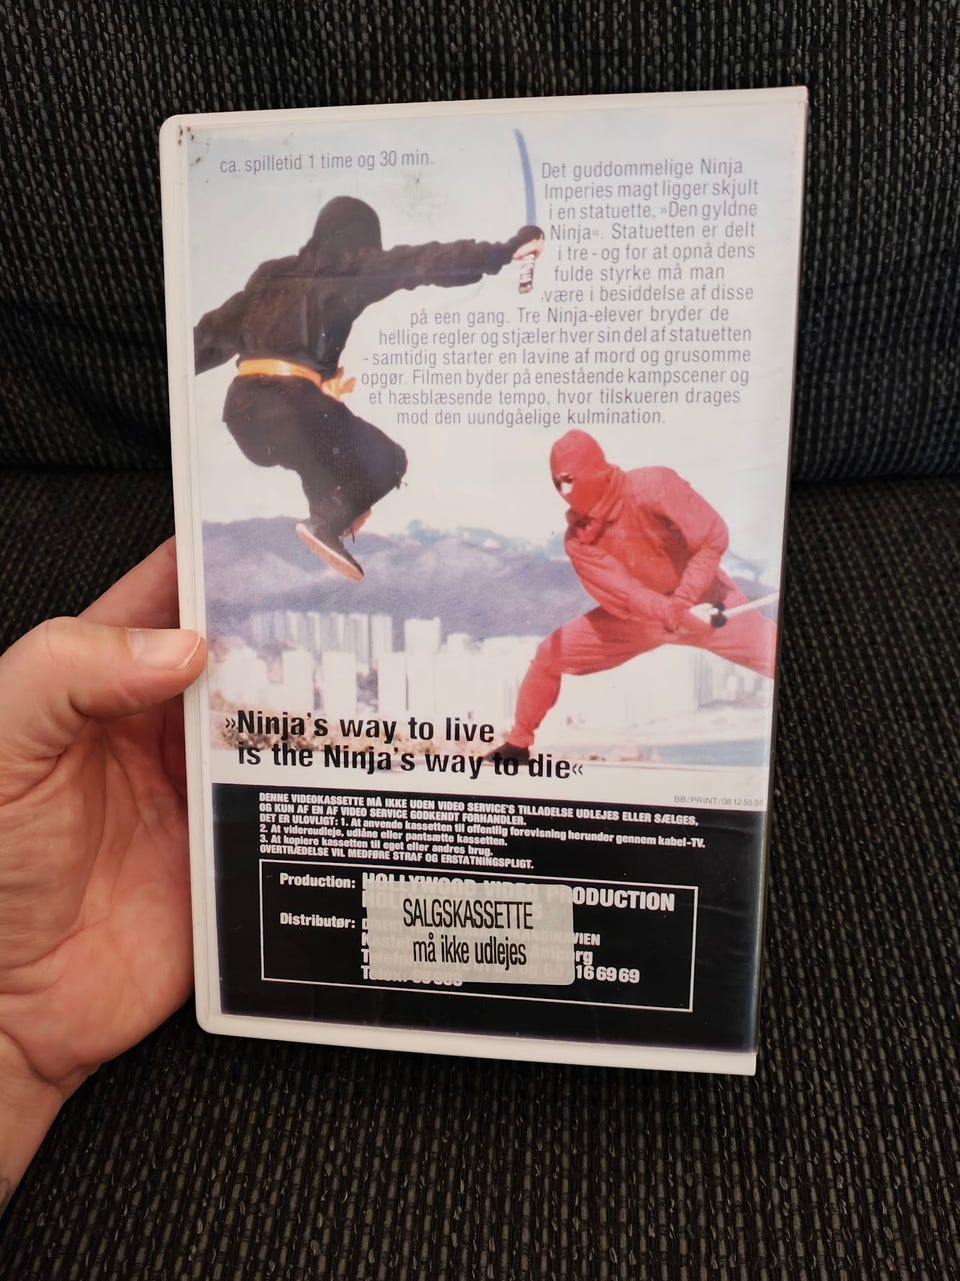 ca. spilletid 1 time og 30 min.
Det guddommelige Ninja
Imperies magt ligger skjult
i en statuette, »Den gyldne
Ninja«. Statuetten er delt
i tre - og for at opnå dens
fulde styrke må man
være i besiddelse af disse
på een gang. Tre Ninja-elever bryder de
hellige regler og stjæler hver sin del af statuetten
- samtidig starter en lavine af mord og grusomme
opgør. Filmen byder på enestående kampscener og
et hæsblæsende tempo, hvor tilskueren drages
mod den uundgåelige kulmination.
»Ninja's way to live
is the Ninja's way to die«
BB/PRINT/08 12 55 55
DENNE VIDEOKASSETTE MÅ IKKE UDEN VIDEO SERVICE'S TILLADELSE UDLEJES ELLER SÆLGES,
OG KUN AF EN AF VIDEO SERVICE GODKENDT FORHANDLER.
DET ER ULOVLIGT: 1. At anvende kassetten til offentlig forevisning herunder gennem kabel-TV.
2. At videreudleje, udlåne eller pantsætte kassetten.
3. At kopiere kassetten til eget eller andres brug.
OVERTRÆDELSE VIL MEDFØRE STRAF OG ERSTATNINGSPLIGT.
Production: HOLLYWOOD VIDEO PRODUCTION
Distributør:
SALGSKASSETTE
må ikke udlejes
16 69 69